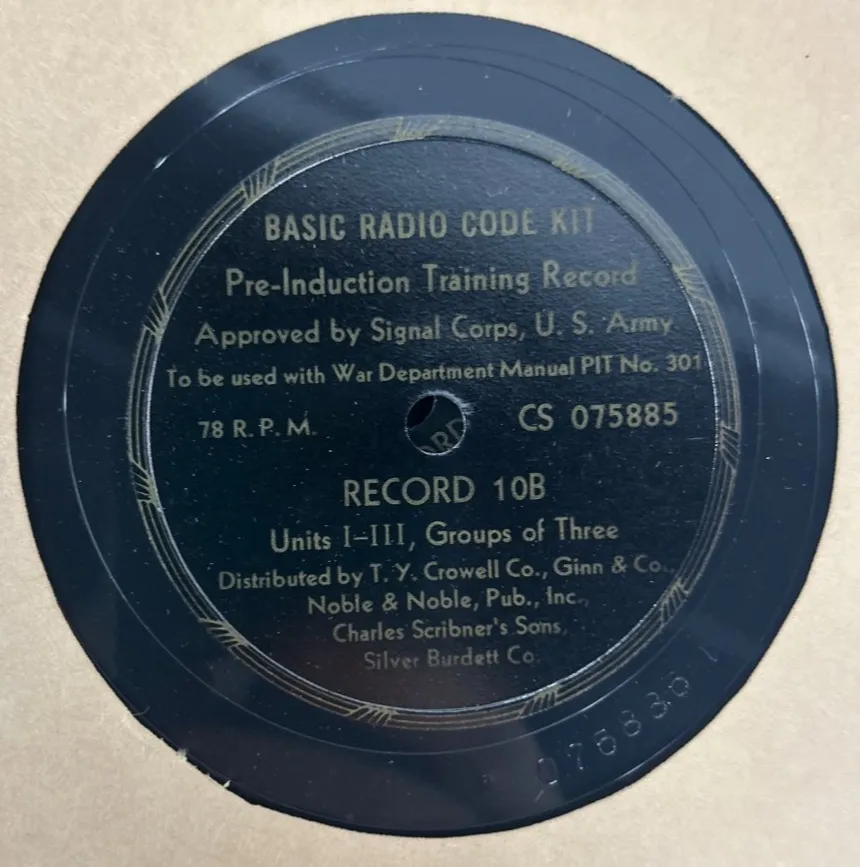 BASIC RADIO CODE KIT
Pre-Induction Training Record
Approved by Signal Corps, U. S. Army
To be used with War Department Manual PIT No. 301
78 R. P. M.
CS 075885
RECORD 10B
Units I-III, Groups of Three
Distributed by T. Y. Crowell Co., Ginn & Co.,
Noble & Noble, Pub., Inc.,
Charles Scribner's Sons,
Silver Burdett Co.